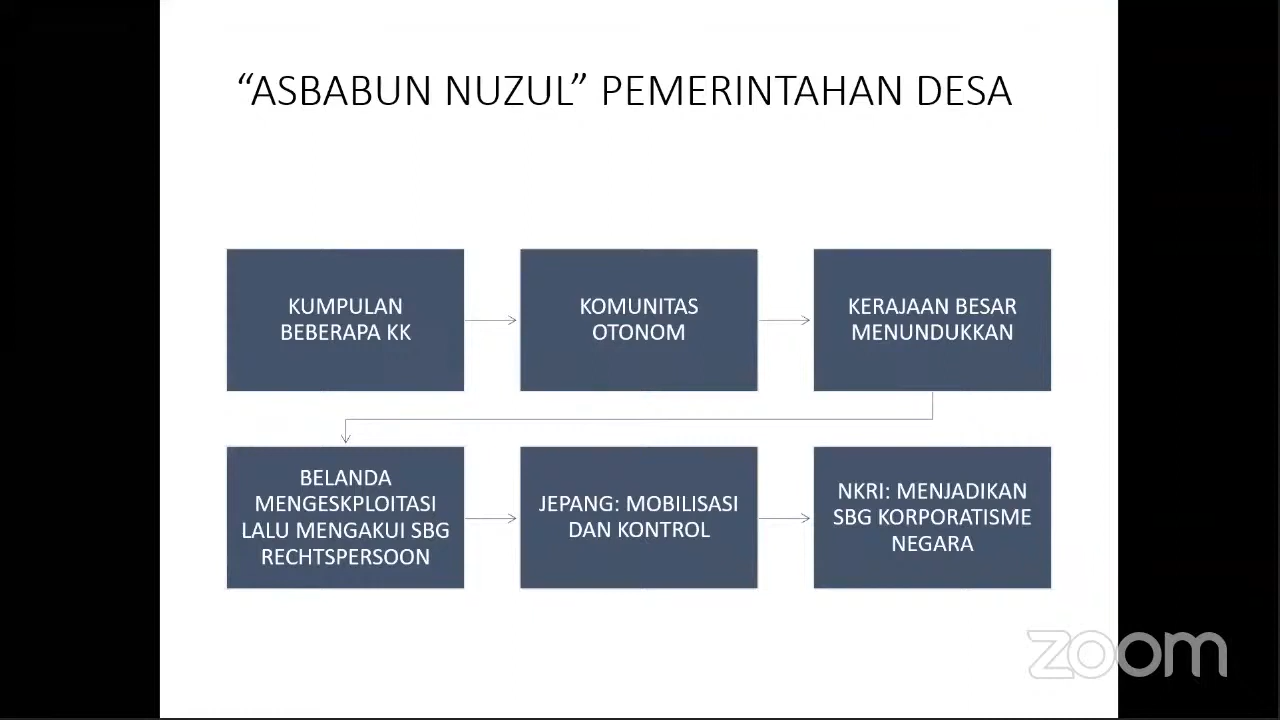 “ASBABUN NUZUL” PEMERINTAHAN DESA
KUMPULAN
BEBERAPA KK
KOMUNITAS
OTONOM
KERAJAAN BESAR
MENUNDUKKAN
BELANDA
MENGESKPLOITASI
LALU MENGAKUI SBG
RECHTSPERSOON
JEPANG: MOBILISASI
DAN KONTROL
NKRI: MENJADIKAN
SBG KORPORATISME
NEGARA
zoom